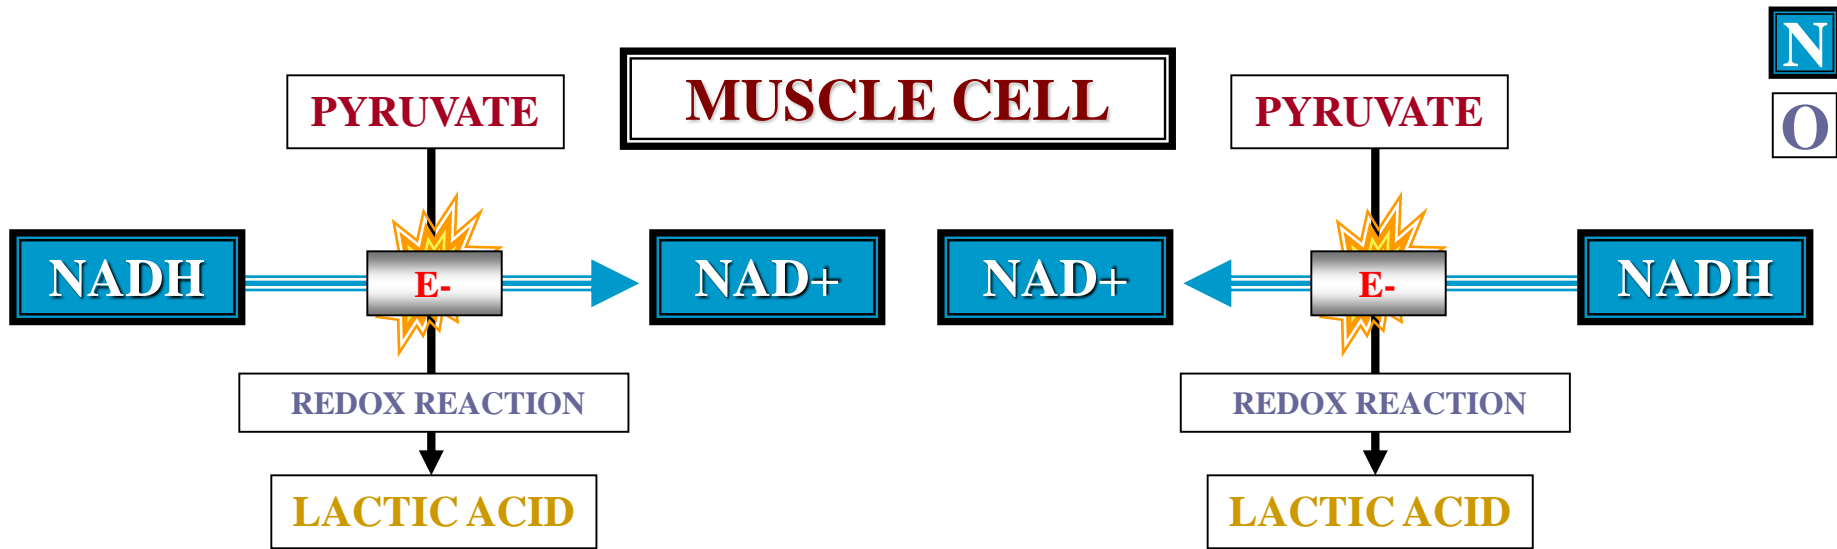 MUSCLE CELL
PYRUVATE
PYRUVATE
N
O
NADH
E-
NAD+
NAD+
E-
NADH
REDOX REACTION
REDOX REACTION
LACTIC ACID
LACTIC ACID